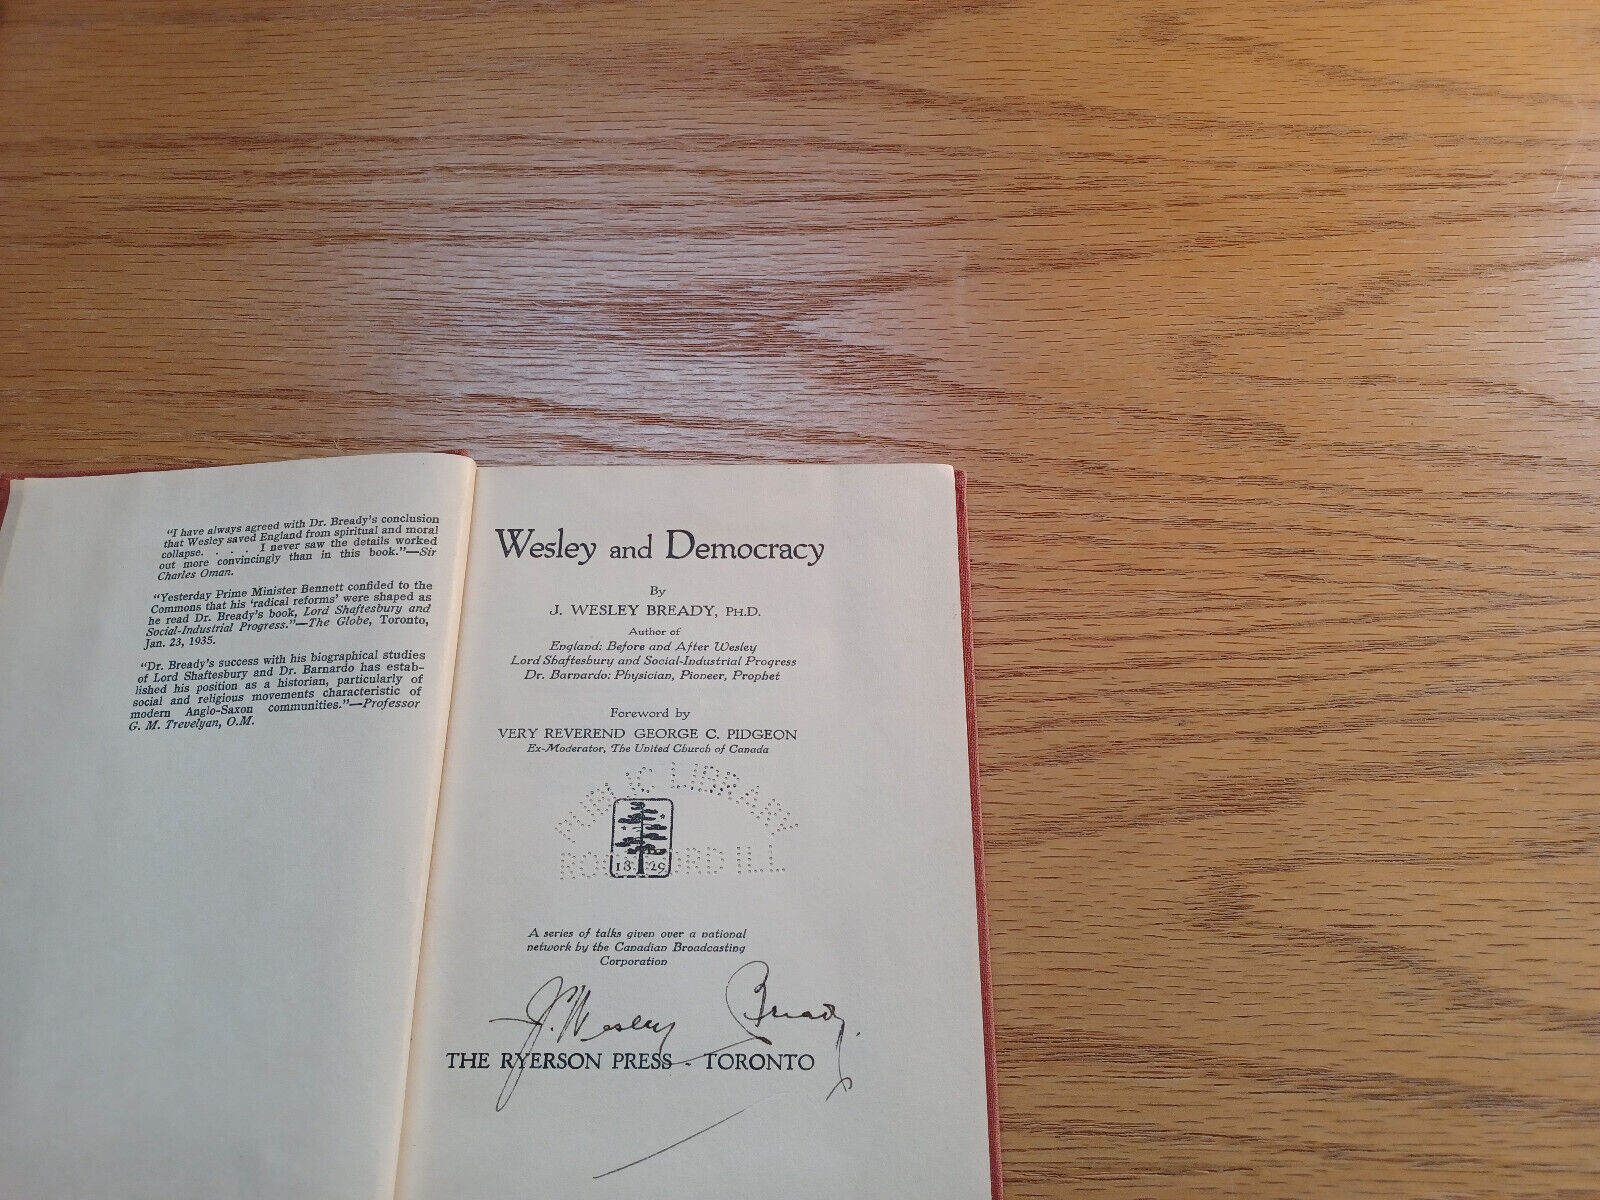 "I have always agreed with Dr. Bready's conclusion
that Wesley saved England from spiritual and moral
collapse. . . . I never saw the details worked
out more convincingly than in this book."—Sir
Charles Oman.
"Yesterday Prime Minister Bennett confided to the
Commons that his 'radical reforms' were shaped as
he read Dr. Bready's book, Lord Shaftesbury and
Social-Industrial Progress."—The Globe, Toronto,
Jan. 23, 1935.
"Dr. Bready's success with his biographical studies
of Lord Shaftesbury and Dr. Barnardo has estab-
lished his position as a historian, particularly of
social and religious movements characteristic of
modern Anglo-Saxon communities."—Professor
G. M. Trevelyan, O.M.
Wesley and Democracy
By
J. WESLEY BREADY, PH.D.
Author of
England: Before and After Wesley
Lord Shaftesbury and Social-Industrial Progress
Dr. Barnardo: Physician, Pioneer, Prophet
Foreword by
VERY REVEREND GEORGE C. PIDGEON
Ex-Moderator, The United Church of Canada
PUBLIC LIBRARY
1829
ROCKFORD ILL
A series of talks given over a national
network by the Canadian Broadcasting
Corporation
J. Wesley Bready.
THE RYERSON PRESS - TORONTO